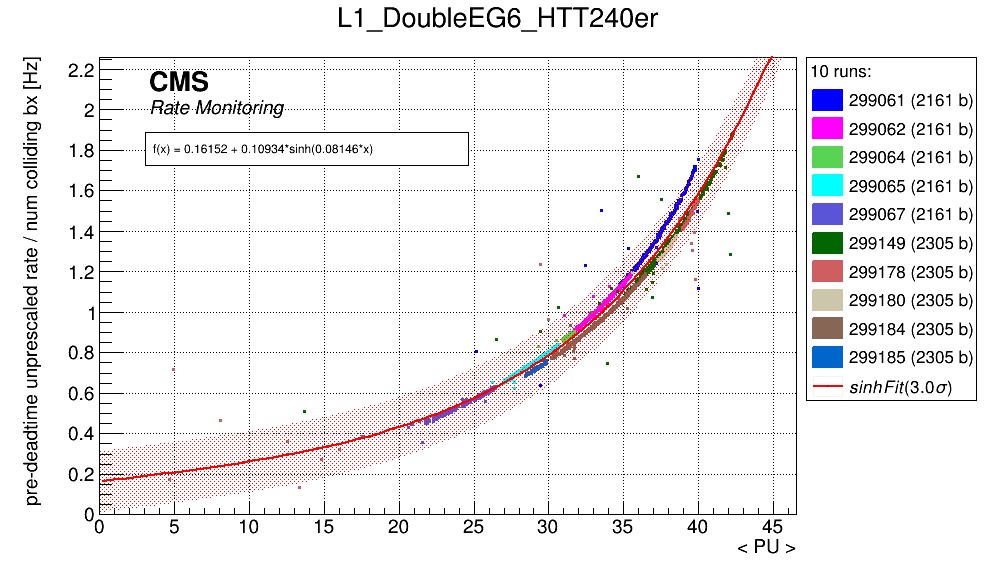 L1_DoubleEG6_HTT240er
pre-deadtime unprescaled rate / num colliding bx [Hz]
CMS
Rate Monitoring
f(x) = 0.16152 + 0.10934*sinh(0.08146*x)
2.2
2
1.8
1.6
1.4
1.2
1
0.8
0.6
0.4
0.2
0
0 5 10 15 20 25 30 35 40 45
< PU >
10 runs:
299061 (2161 b)
299062 (2161 b)
299064 (2161 b)
299065 (2161 b)
299067 (2161 b)
299149 (2305 b)
299178 (2305 b)
299180 (2305 b)
299184 (2305 b)
299185 (2305 b)
sinhFit(3.0σ)